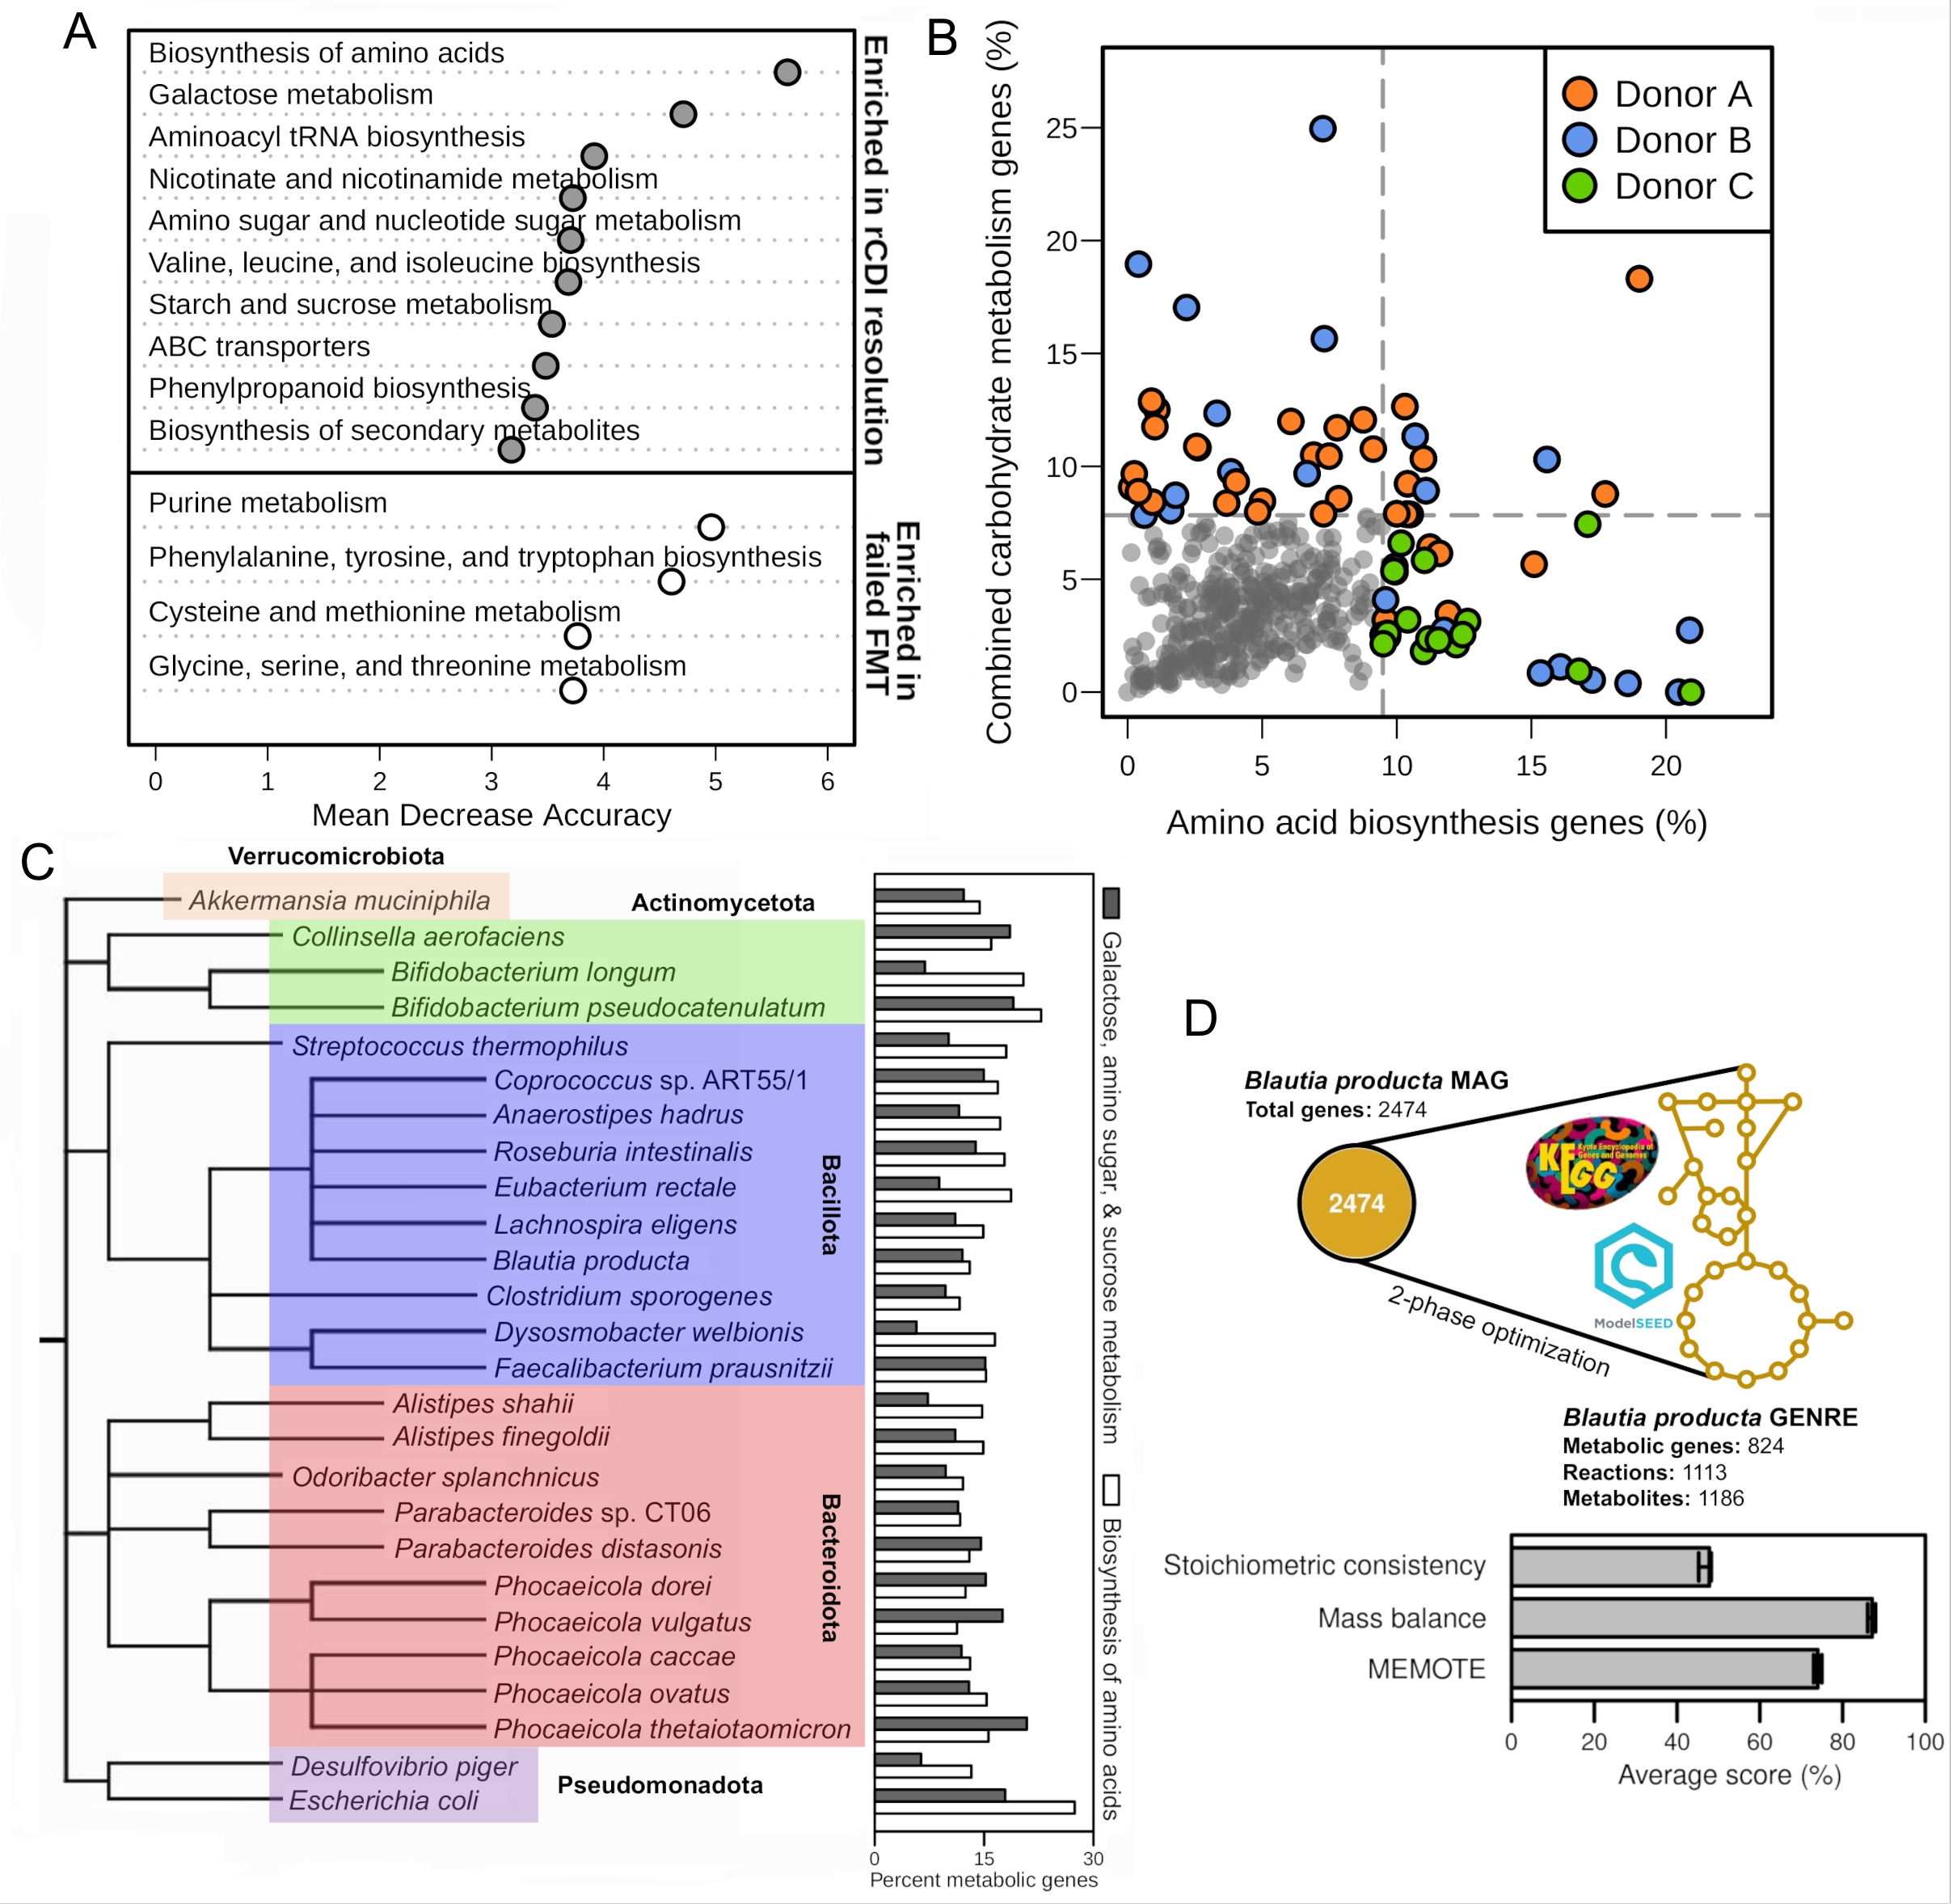 A
Biosynthesis of amino acids
Galactose metabolism
Aminoacyl tRNA biosynthesis
Nicotinate and nicotinamide metabolism
Amino sugar and nucleotide sugar metabolism
Valine, leucine, and isoleucine biosynthesis
Starch and sucrose metabolism
ABC transporters
Phenylpropanoid biosynthesis
Biosynthesis of secondary metabolites
Enriched in rCDI resolution
Purine metabolism
Phenylalanine, tyrosine, and tryptophan biosynthesis
Cysteine and methionine metabolism
Glycine, serine, and threonine metabolism
Enriched in
failed FMT
0 1 2 3 4 5 6
Mean Decrease Accuracy
B
Combined carbohydrate metabolism genes (%)
25
20
15
10
5
0
Donor A
Donor B
Donor C
0 5 10 15 20
Amino acid biosynthesis genes (%)
C
Verrucomicrobiota
Akkermansia muciniphila
Actinomycetota
Collinsella aerofaciens
Bifidobacterium longum
Bifidobacterium pseudocatenulatum
Streptococcus thermophilus
Coprococcus sp. ART55/1
Anaerostipes hadrus
Roseburia intestinalis
Eubacterium rectale
Lachnospira eligens
Blautia producta
Clostridium sporogenes
Dysosmobacter welbionis
Faecalibacterium prausnitzii
Bacillota
Alistipes shahii
Alistipes finegoldii
Odoribacter splanchnicus
Parabacteroides sp. CT06
Parabacteroides distasonis
Phocaeicola dorei
Phocaeicola vulgatus
Phocaeicola caccae
Phocaeicola ovatus
Phocaeicola thetaiotaomicron
Bacteroidota
Desulfovibrio piger
Escherichia coli
Pseudomonadota
Galactose, amino sugar, & sucrose metabolism
Biosynthesis of amino acids
0 15 30
Percent metabolic genes
D
Blautia producta MAG
Total genes: 2474
2474
KEGG
Kyoto Encyclopedia of
Genes and Genomes
ModelSEED
2-phase optimization
Blautia producta GENRE
Metabolic genes: 824
Reactions: 1113
Metabolites: 1186
Stoichiometric consistency
Mass balance
MEMOTE
0 20 40 60 80 100
Average score (%)